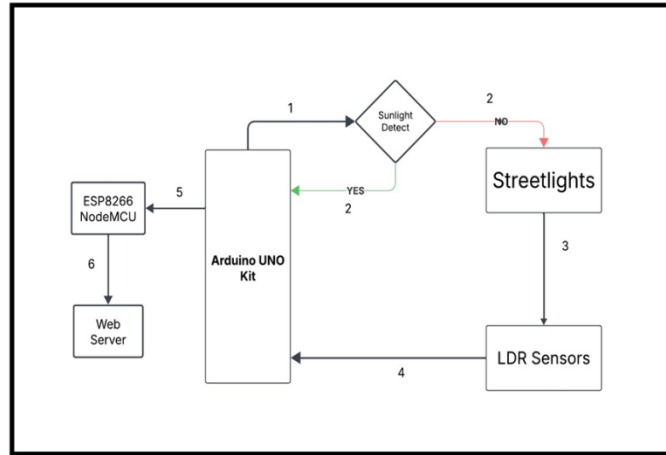 1
Sunlight
Detect
2
NO
Streetlights
YES
2
5
ESP8266
NodeMCU
Arduino UNO
Kit
3
6
Web
Server
LDR Sensors
4